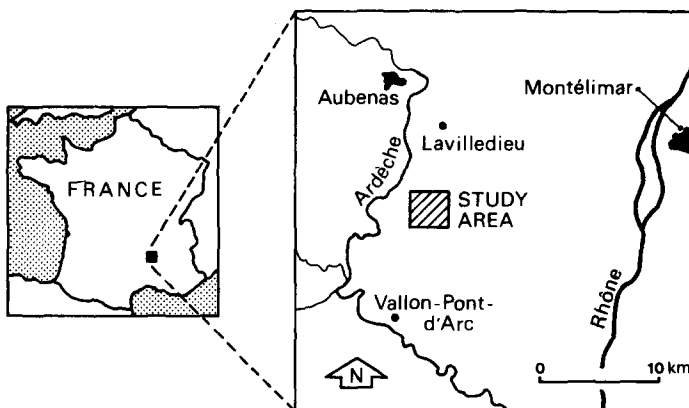 FRANCE
Aubenas
Montélimar
Lavilledieu
Ardèche
STUDY
AREA
Vallon-Pont-
d'Arc
Rhône
N
0 10 km